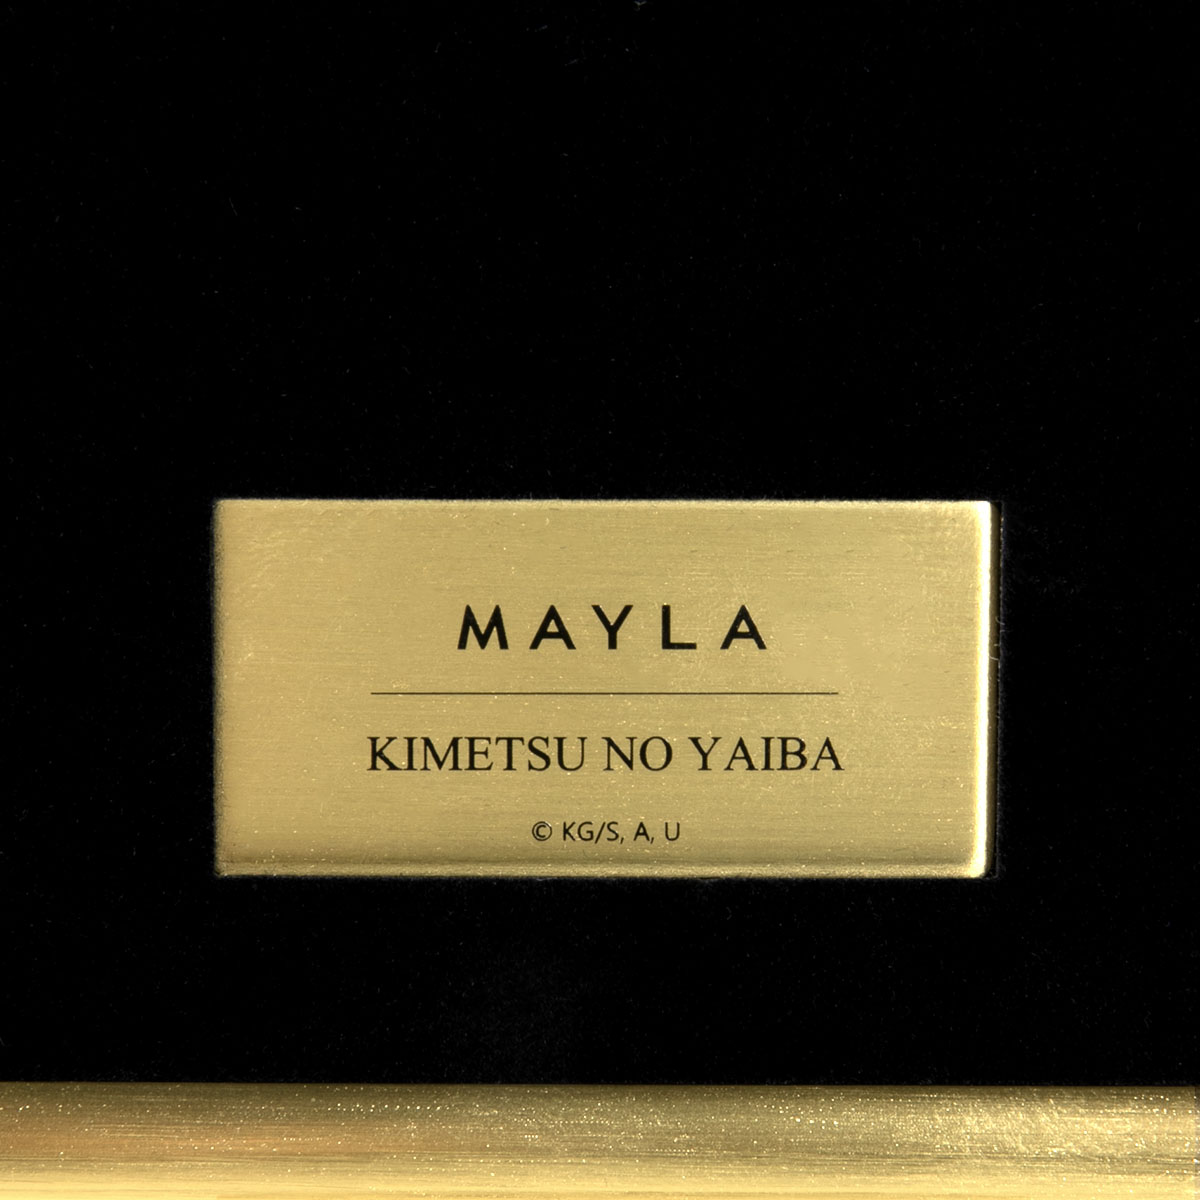 MAYLA
KIMETSU NO YAIBA
© KG/S, A, U